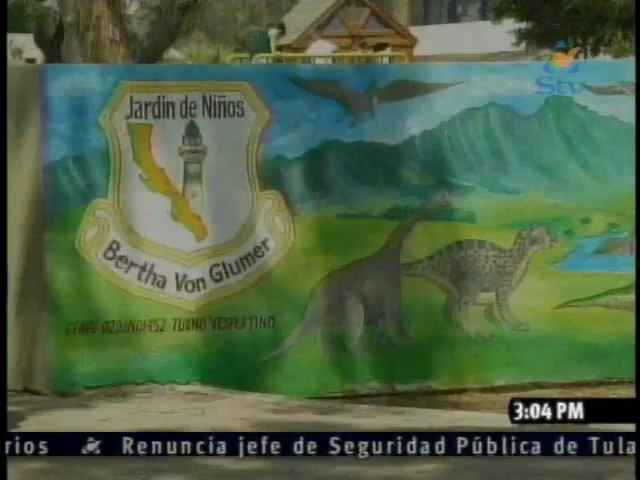 Stv
Jardin de Niños
Bertha Von Glumer
TURNO VESPERTINO
3:04 PM
rios Renuncia jefe de Seguridad Pública de Tula